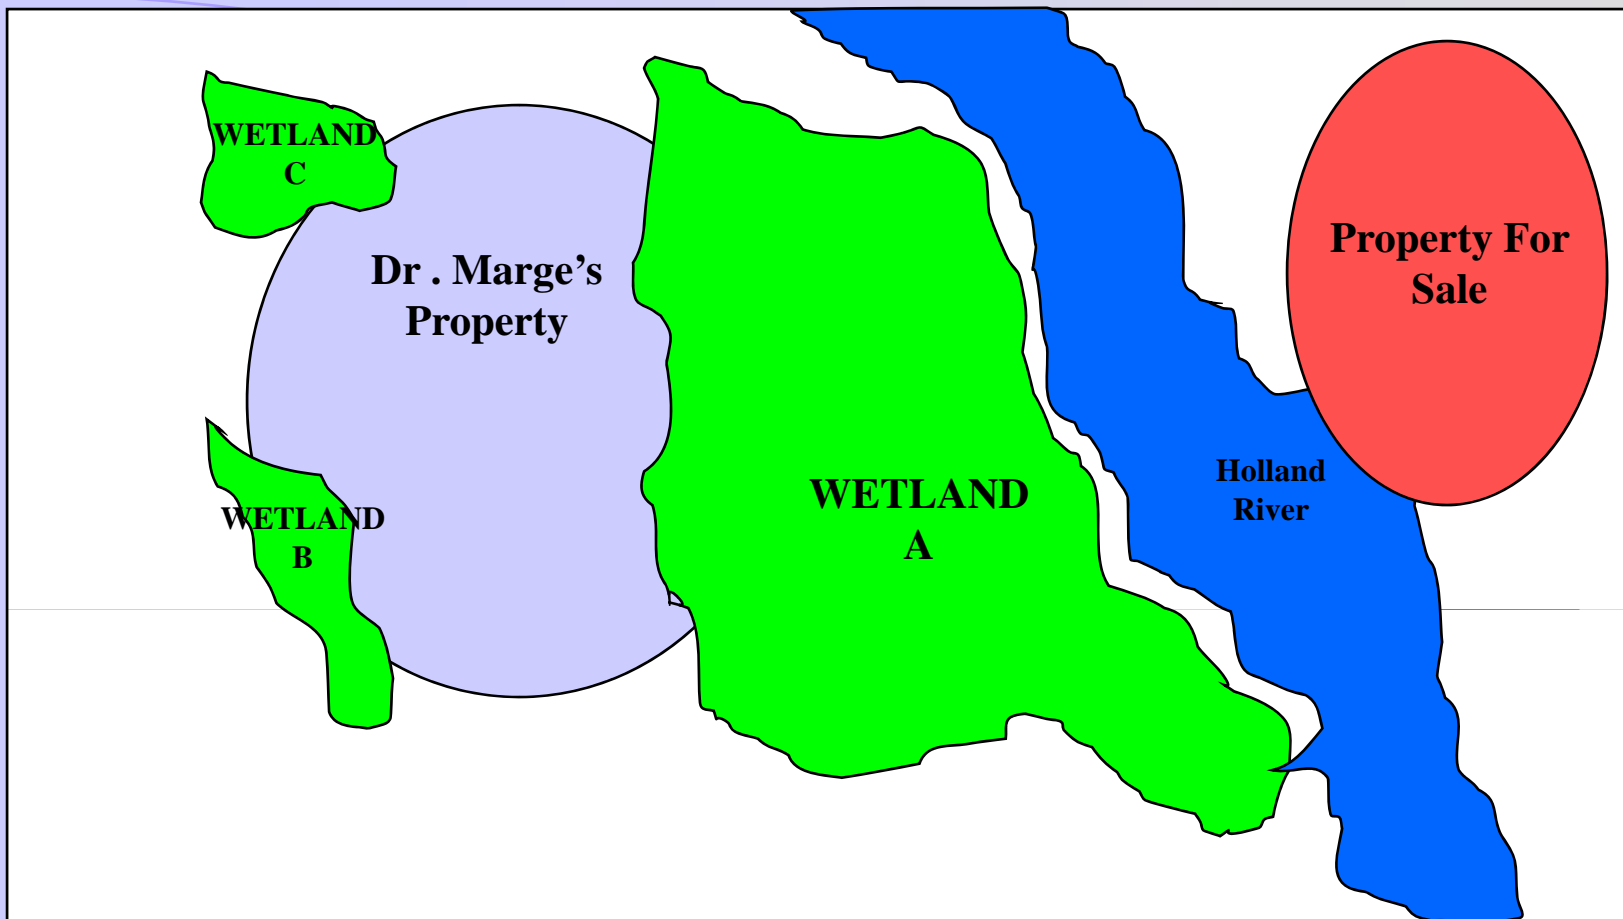 WETLAND
C
Dr . Marge’s
Property
WETLAND
B
WETLAND
A
Holland
River
Property For
Sale